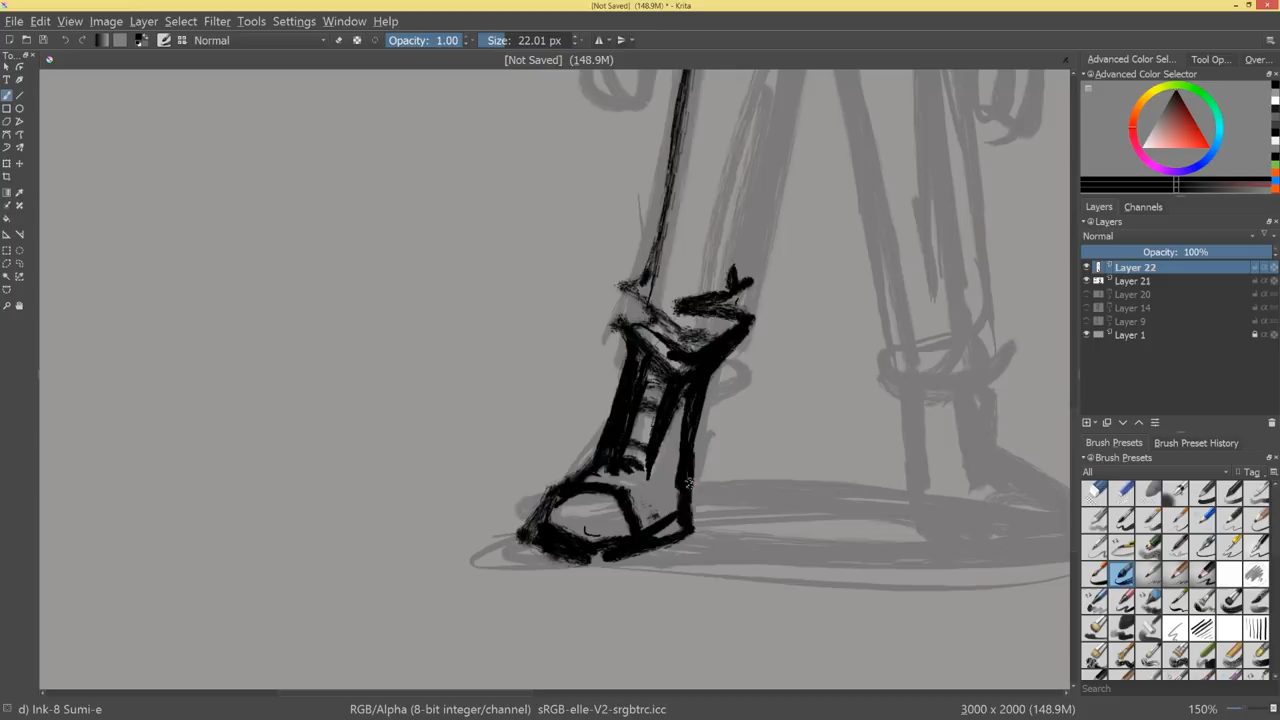 [Not Saved] (148.9M) * - Krita
File Edit View Image Layer Select Filter Tools Settings Window Help
Normal Opacity: 1.00 Size: 22.01 px
To... [Not Saved] (148.9M) Advanced Color Sel... Tool Op... Over...
Advanced Color Selector
Layers Channels
Layers
Normal
Opacity: 100%
Layer 22
Layer 21
Layer 20
Layer 14
Layer 9
Layer 1
Brush Presets Brush Preset History
Brush Presets
All Tag
Search
d) Ink-8 Sumi-e RGB/Alpha (8-bit integer/channel) sRGB-elle-V2-srgbtrc.icc 3000 x 2000 (148.9M) 150%